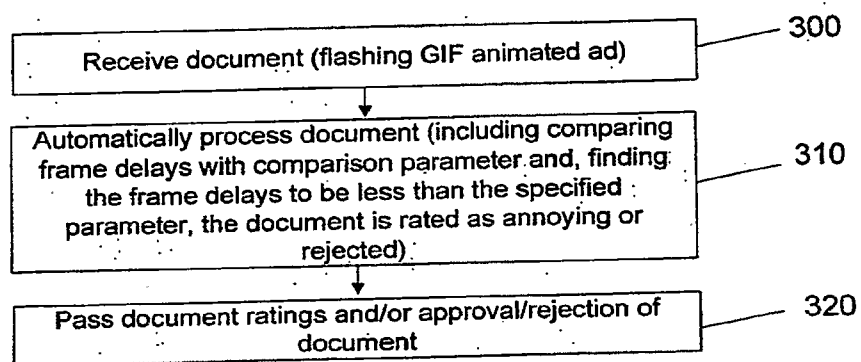 Receive document (flashing GIF animated ad)
300
Automatically process document (including comparing
frame delays with comparison parameter and, finding
the frame delays to be less than the specified
parameter, the document is rated as annoying or
rejected)
310
Pass document ratings and/or approval/rejection of
document
320